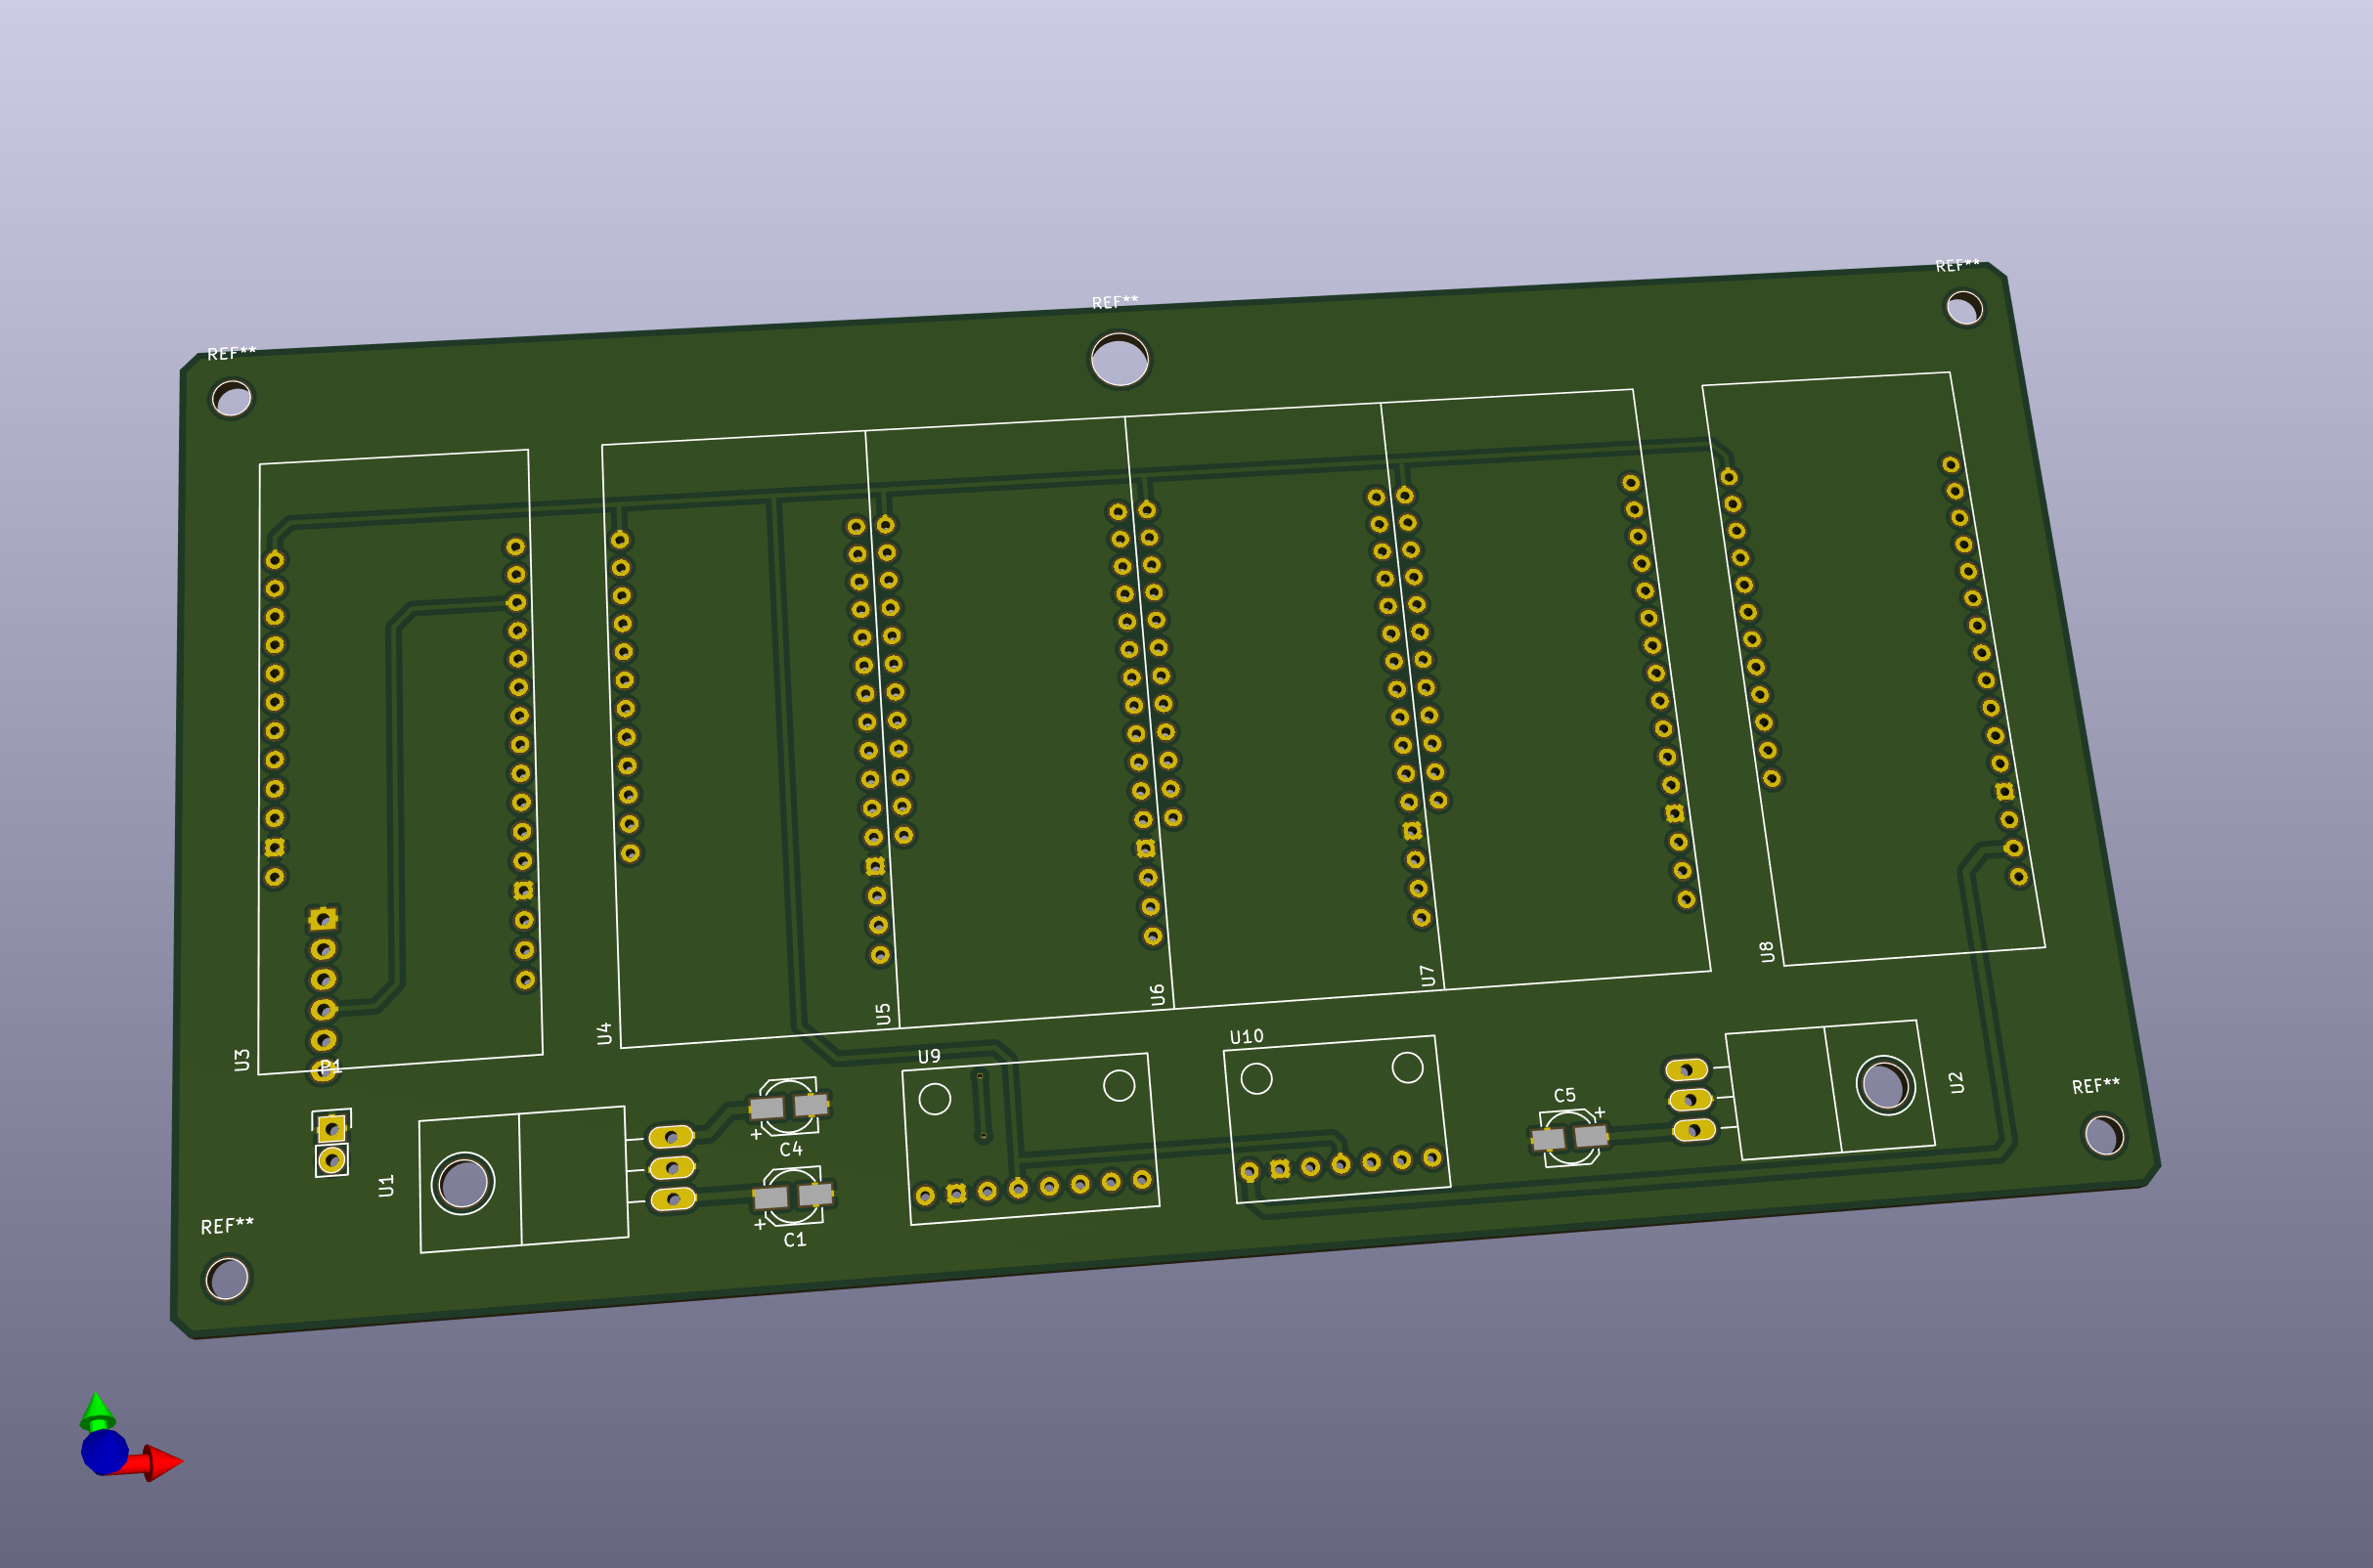 REF**
REF**
REF**
U3
U4
U5
U6
U7
U8
P1
U9
U10
U1
C4
+
C1
+
C5
+
U2
REF**
REF**